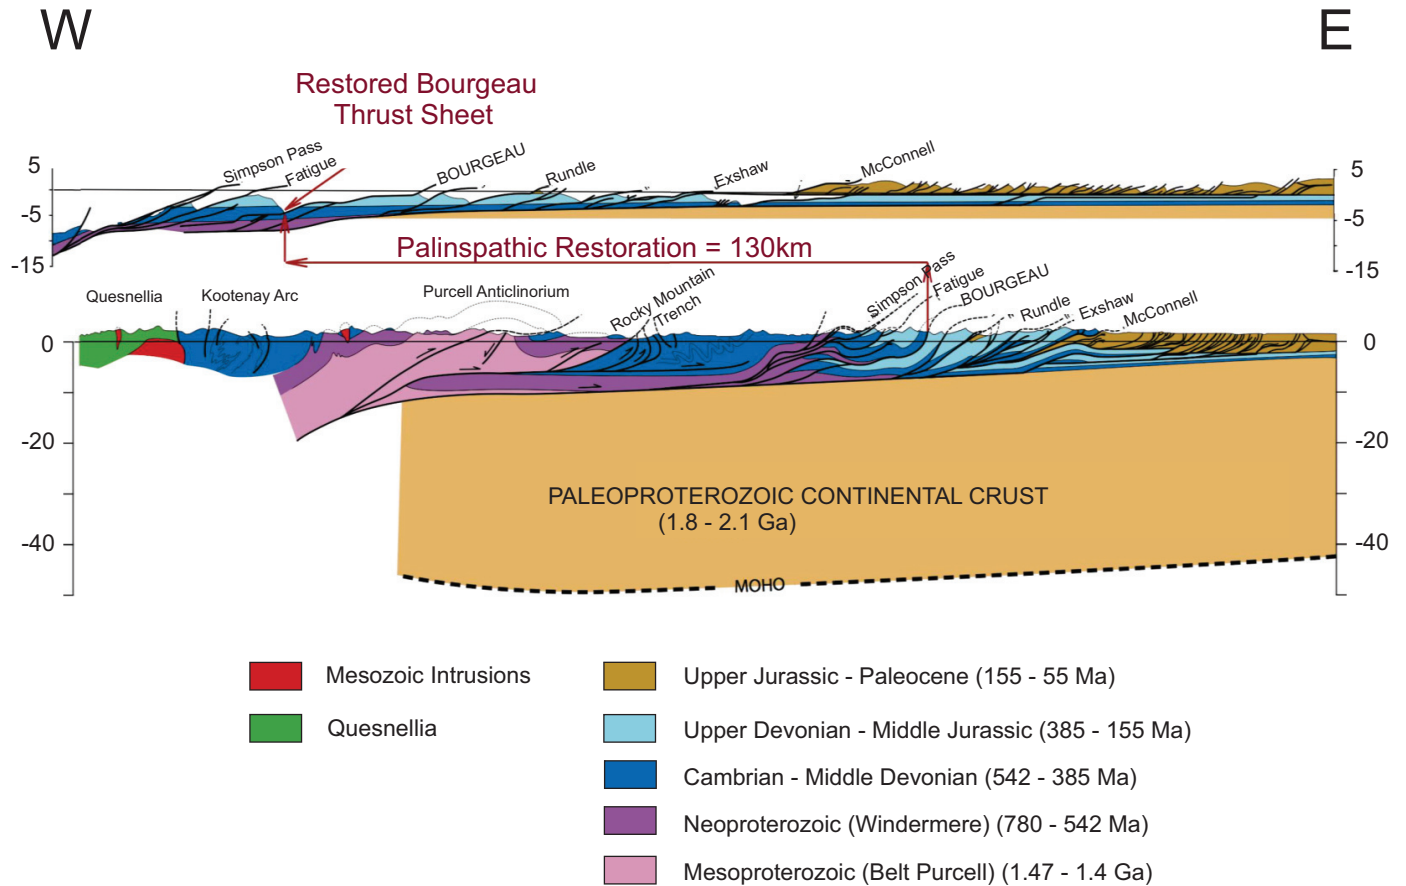 W
E
Restored Bourgeau
Thrust Sheet
Simpson Pass
Fatigue
BOURGEAU
Rundle
Exshaw
McConnell
5
-5
-15
5
-5
-15
Palinspathic Restoration = 130km
Quesnellia
Kootenay Arc
Purcell Anticlinorium
Rocky Mountain
Trench
Simpson Pass
Fatigue
BOURGEAU
Rundle
Exshaw
McConnell
0
-20
-40
0
-20
-40
PALEOPROTEROZOIC CONTINENTAL CRUST
(1.8 - 2.1 Ga)
MOHO
Mesozoic Intrusions
Quesnellia
Upper Jurassic - Paleocene (155 - 55 Ma)
Upper Devonian - Middle Jurassic (385 - 155 Ma)
Cambrian - Middle Devonian (542 - 385 Ma)
Neoproterozoic (Windermere) (780 - 542 Ma)
Mesoproterozoic (Belt Purcell) (1.47 - 1.4 Ga)